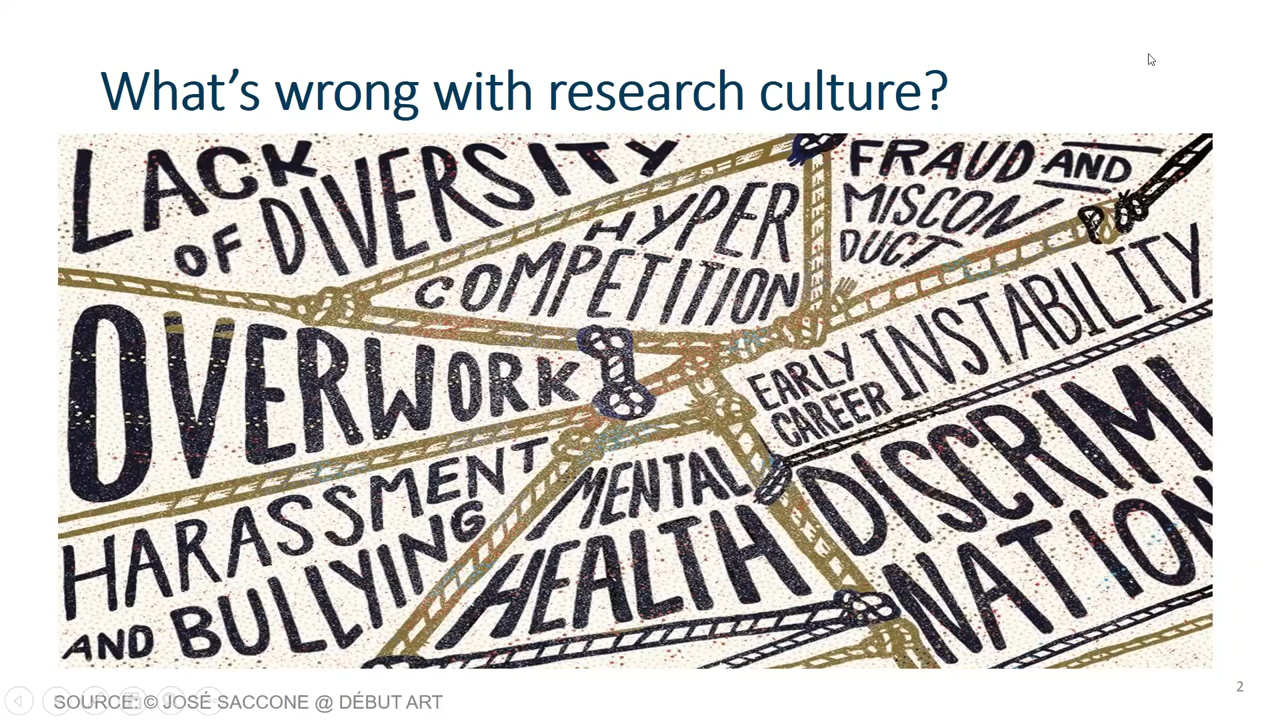 What's wrong with research culture?
LACK
OF DIVERSITY
HYPER
COMPETITION
FRAUD AND
MISCON
DUCT
OVERWORK
EARLY
CAREER
INSTABILITY
HARASSMENT
AND BULLYING
MENTAL
HEALTH
DISCRIMI
NATION
SOURCE: © JOSÉ SACCONE @ DÉBUT ART
2